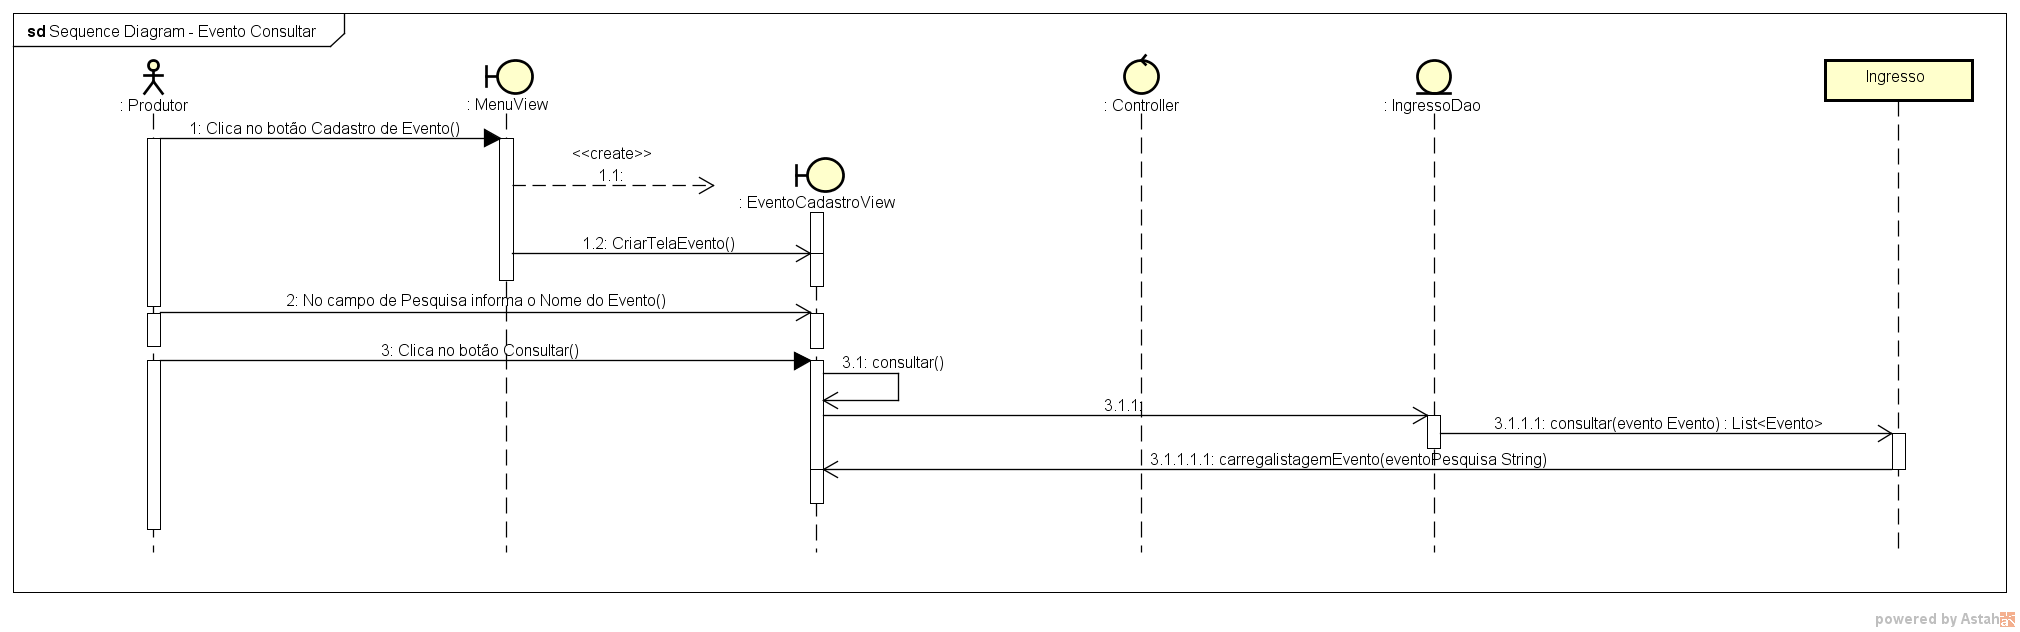 sd Sequence Diagram - Evento Consultar
: Produtor
: MenuView
: Controller
: IngressoDao
Ingresso
1: Clica no botão Cadastro de Evento()
<<create>>
1.1:
: EventoCadastroView
1.2: CriarTelaEvento()
2: No campo de Pesquisa informa o Nome do Evento()
3: Clica no botão Consultar()
3.1: consultar()
3.1.1:
3.1.1.1: consultar(evento Evento) : List<Evento>
3.1.1.1.1: carregalistagemEvento(eventoPesquisa String)
powered by Astah